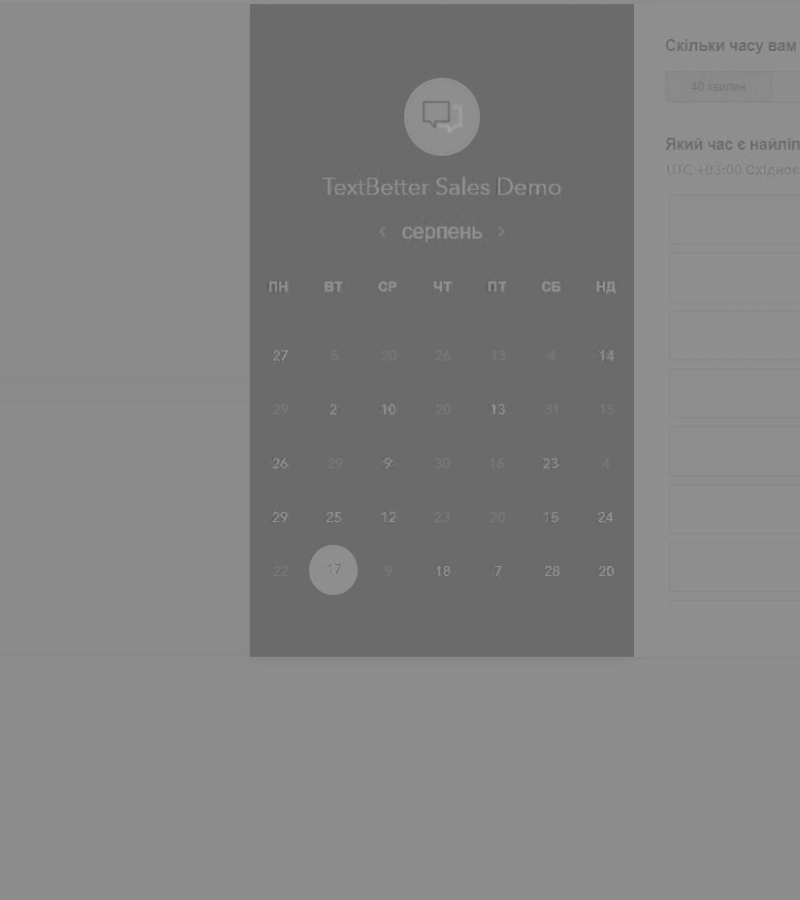 TextBetter Sales Demo
‹ серпень ›
ПН ВТ СР ЧТ ПТ СБ НД
27 5 20 26 13 4 14
29 2 10 20 13 31 15
26 29 9 30 16 23 4
29 25 12 23 20 15 24
22 17 9 18 7 28 20
Скільки часу вам
40 хвилин
Який час є найліп
UTC +03:00 Східноє